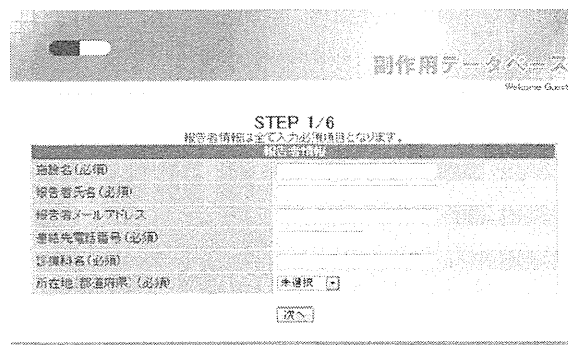 副作用データベース
Welcome Guest
STEP 1/6
報告者情報は全て入力必須項目となります。
報告者情報
施設名(必須)
報告者氏名(必須)
報告者メールアドレス
連絡先電話番号(必須)
診療科名(必須)
所在地(都道府県)(必須)
未選択
次へ